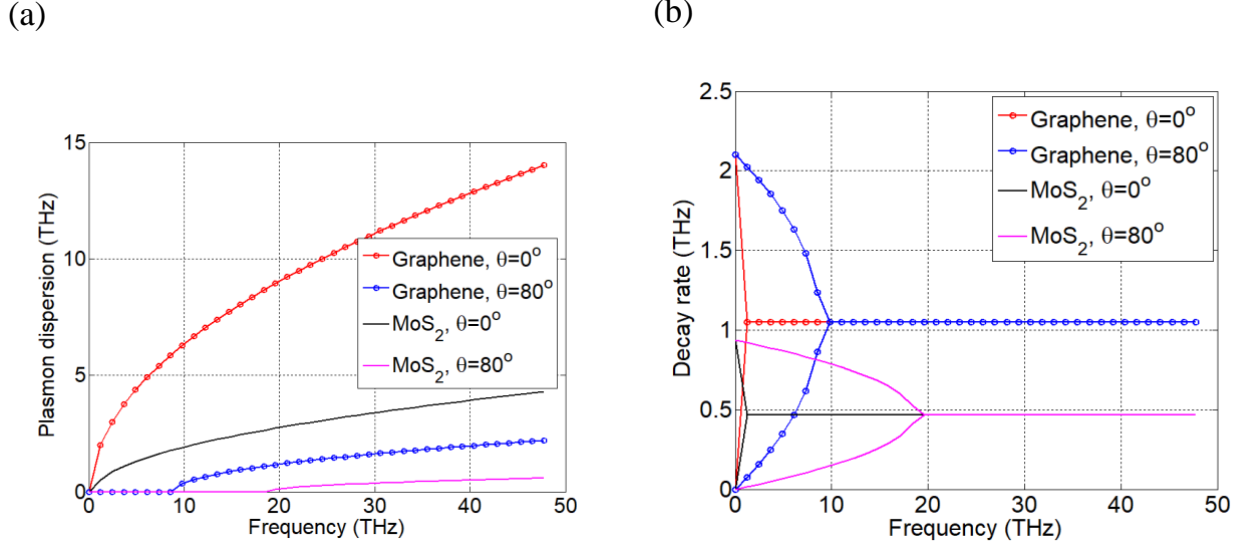 (a)
(b)
Plasmon dispersion (THz)
15
10
5
0
0 10 20 30 40 50
Frequency (THz)
Graphene, θ=0°
Graphene, θ=80°
MoS₂, θ=0°
MoS₂, θ=80°
Decay rate (THz)
2.5
2
1.5
1
0.5
0
0 10 20 30 40 50
Frequency (THz)
Graphene, θ=0°
Graphene, θ=80°
MoS₂, θ=0°
MoS₂, θ=80°